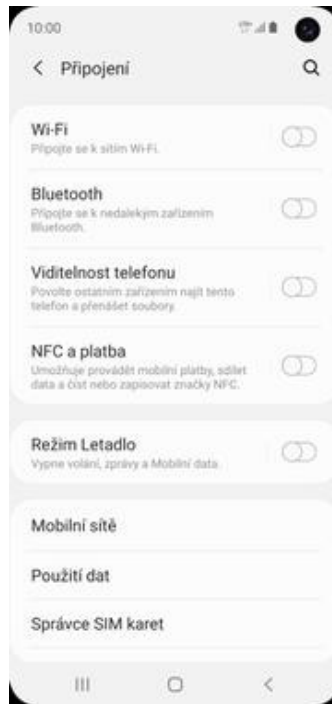 10:00
Připojení
Wi-Fi
Připojte se k sítím Wi-Fi.
Bluetooth
Připojte se k nedalekým zařízením
Bluetooth.
Viditelnost telefonu
Povolte ostatním zařízením najít tento
telefon a přenášet soubory.
NFC a platba
Umožňuje provádět mobilní platby, sdílet
data a číst nebo zapisovat značky NFC.
Režim Letadlo
Vypne volání, zprávy a Mobilní data.
Mobilní sítě
Použití dat
Správce SIM karet